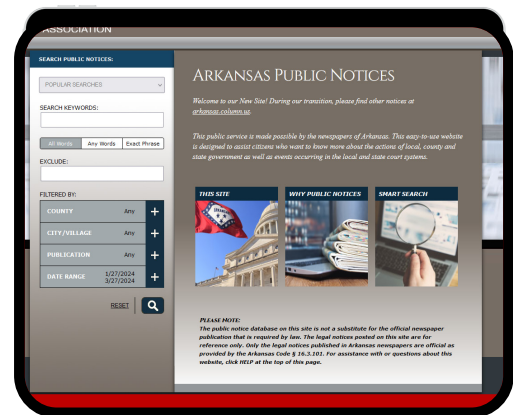 ASSOCIATION
SEARCH PUBLIC NOTICES:
POPULAR SEARCHES
SEARCH KEYWORDS:
All Words Any Words Exact Phrase
EXCLUDE:
FILTERED BY:
COUNTY Any +
CITY/VILLAGE Any +
PUBLICATION Any +
DATE RANGE 1/27/2024 +
3/27/2024
RESET
ARKANSAS PUBLIC NOTICES
Welcome to our New Site! During our transition, please find other notices at
arkansas.column.us.
This public service is made possible by the newspapers of Arkansas. This easy-to-use website
is designed to assist citizens who want to know more about the actions of local, county and
state government as well as events occurring in the local and state court systems.
THIS SITE
WHY PUBLIC NOTICES
SMART SEARCH
PLEASE NOTE:
The public notice database on this site is not a substitute for the official newspaper
publication that is required by law. The legal notices posted on this site are for
reference only. Only the legal notices published in Arkansas newspapers are official as
provided by the Arkansas Code § 16.3.101. For assistance with or questions about this
website, click HELP at the top of this page.